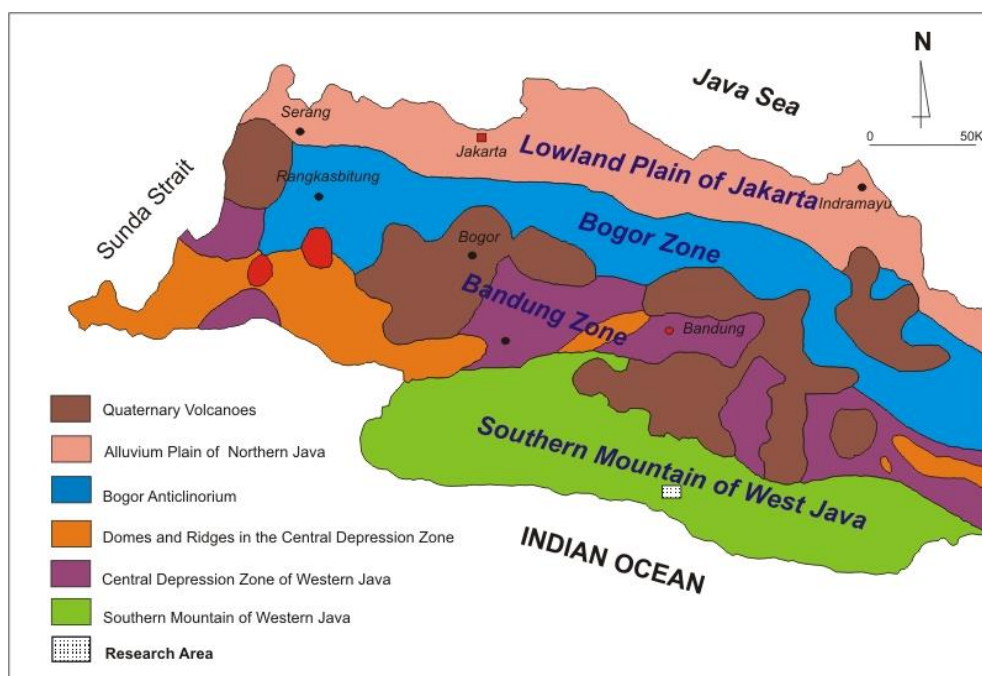 N
Java Sea
0 50K
Serang
Jakarta
Lowland Plain of Jakarta
Indramayu
Rangkasbitung
Sunda Strait
Bogor
Bogor Zone
Bandung Zone
Bandung
Southern Mountain of West Java
INDIAN OCEAN
Quaternary Volcanoes
Alluvium Plain of Northern Java
Bogor Anticlinorium
Domes and Ridges in the Central Depression Zone
Central Depression Zone of Western Java
Southern Mountain of Western Java
Research Area